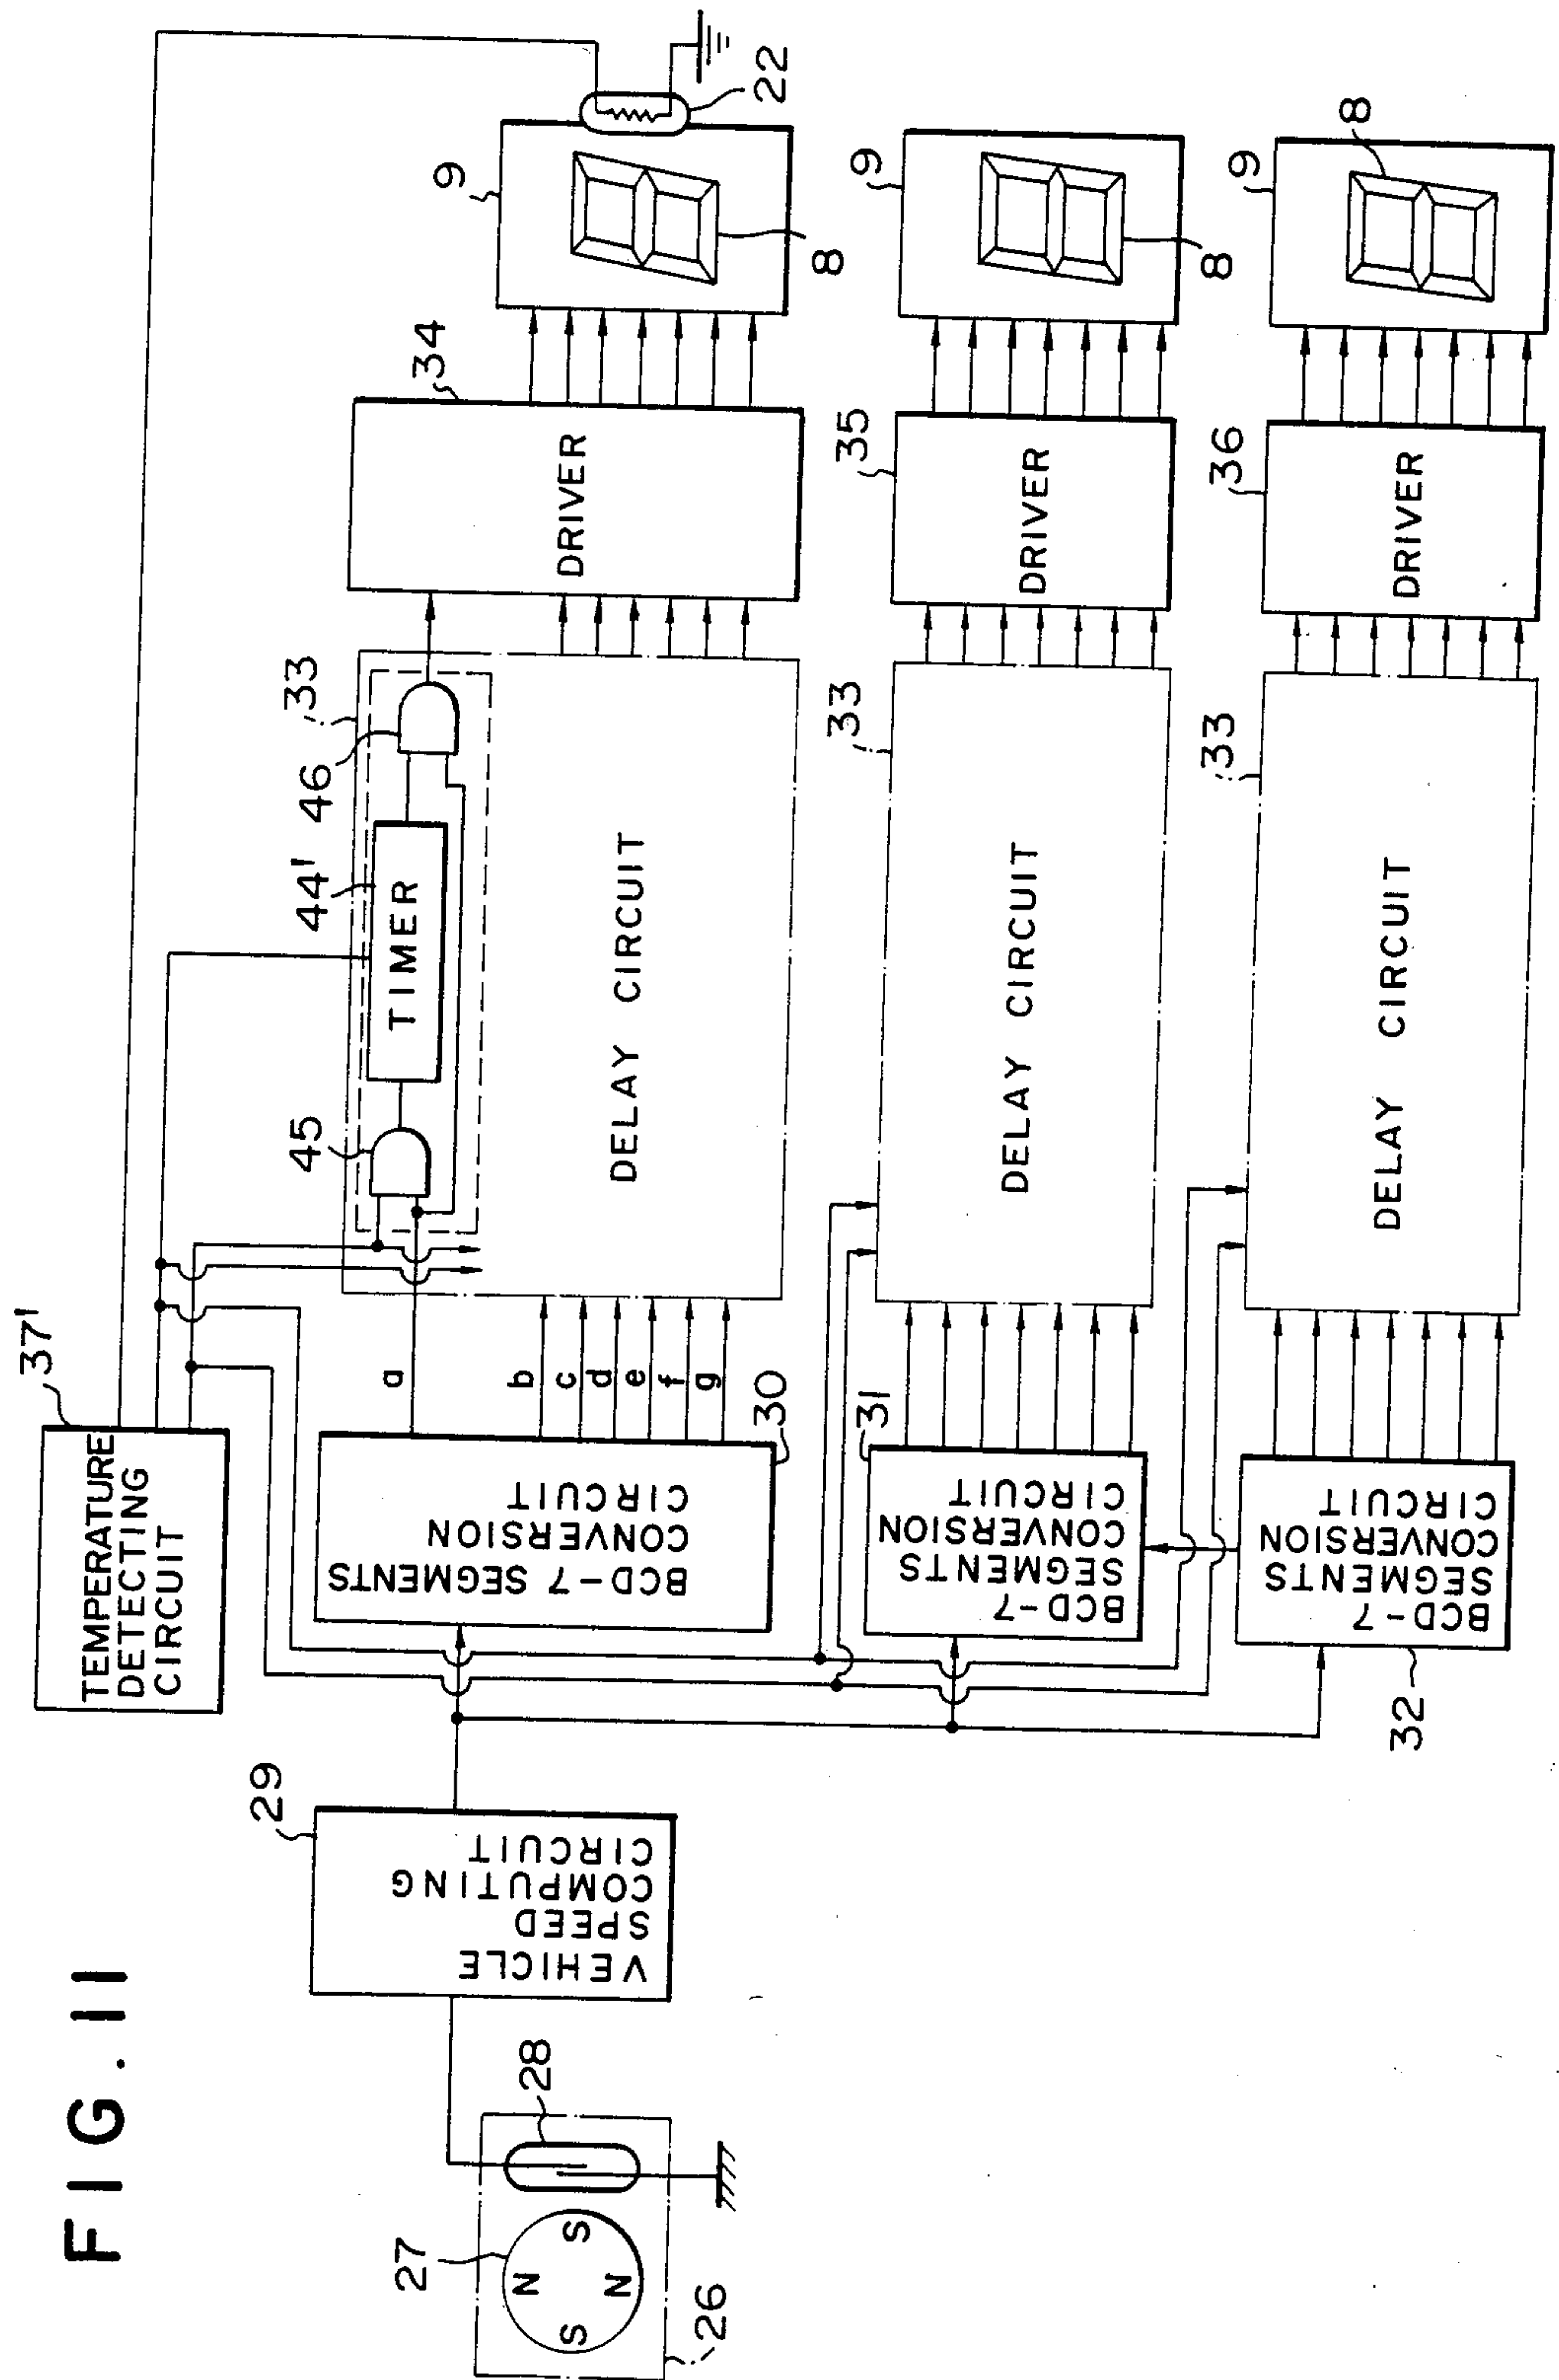 FIG. 11
37'
TEMPERATURE
DETECTING
CIRCUIT
27
28
N
S
S
N
26
29
VEHICLE
SPEED
COMPUTING
CIRCUIT
BCD-7 SEGMENTS
CONVERSION
CIRCUIT
30
a
b
c
d
e
f
g
45
44'
TIMER
46
33
DELAY CIRCUIT
34
DRIVER
9
8
22
31
BCD-7
SEGMENTS
CONVERSION
CIRCUIT
33
DELAY CIRCUIT
35
DRIVER
9
8
32
BCD-7
SEGMENTS
CONVERSION
CIRCUIT
33
DELAY CIRCUIT
36
DRIVER
9
8